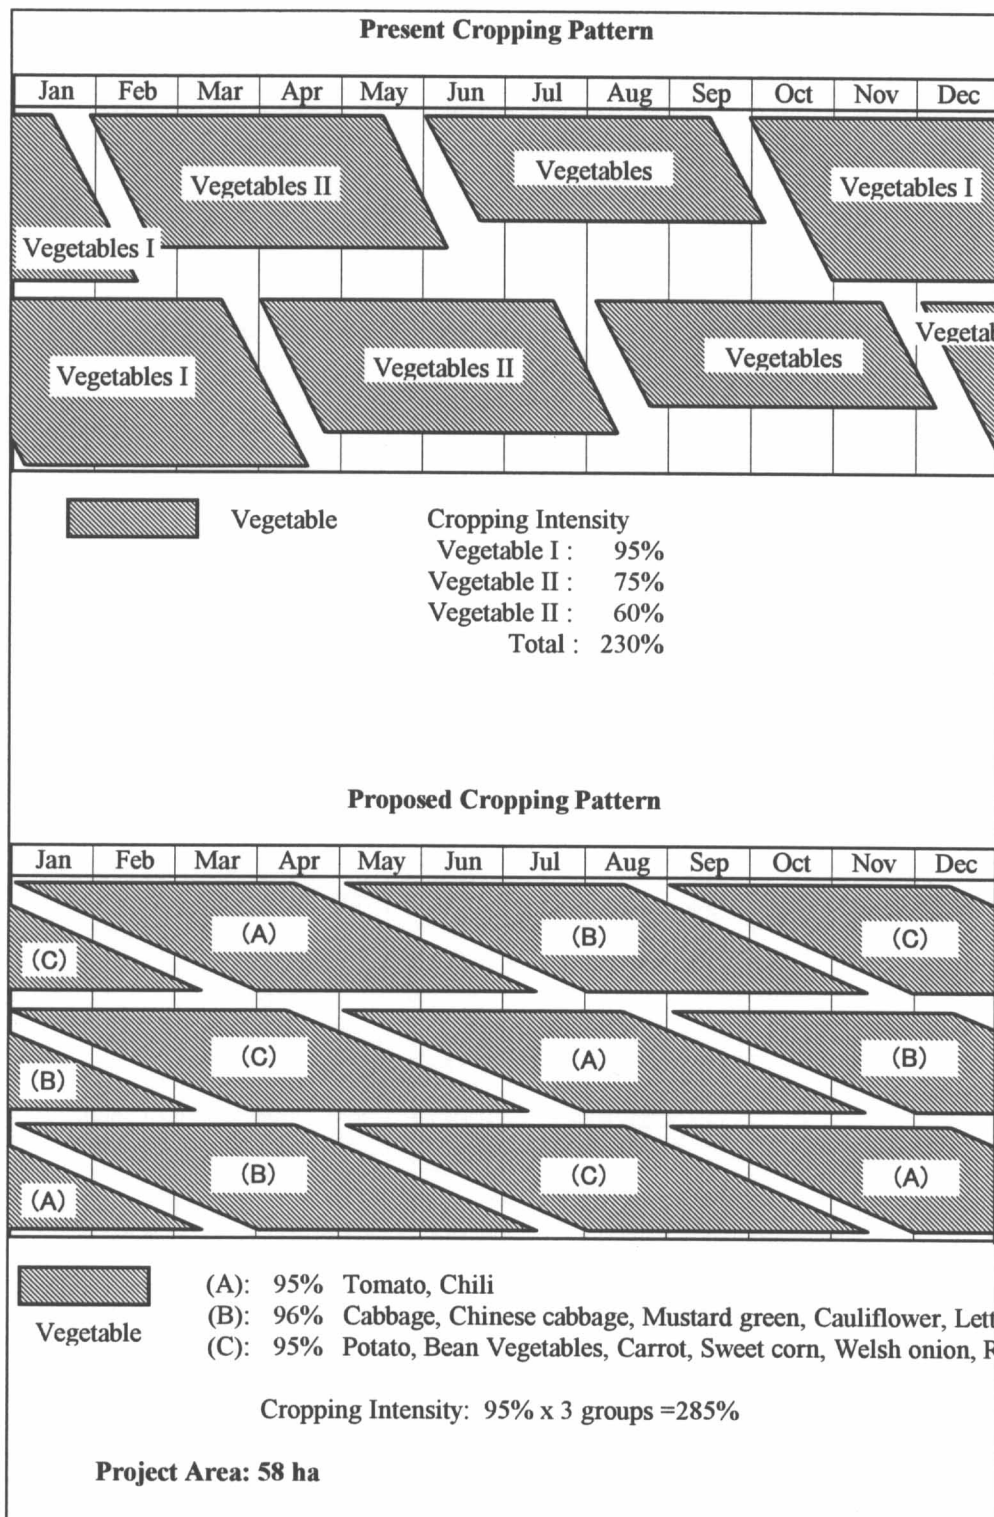 Present Cropping Pattern
Jan Feb Mar Apr May Jun Jul Aug Sep Oct Nov Dec
Vegetables II Vegetables Vegetables I
Vegetables I
Vegetables I Vegetables II Vegetables Vegetab
Vegetable
Cropping Intensity
Vegetable I : 95%
Vegetable II : 75%
Vegetable II : 60%
Total : 230%
Proposed Cropping Pattern
Jan Feb Mar Apr May Jun Jul Aug Sep Oct Nov Dec
(C) (A) (B) (C)
(B) (C) (A) (B)
(A) (B) (C) (A)
Vegetable
(A): 95% Tomato, Chili
(B): 96% Cabbage, Chinese cabbage, Mustard green, Cauliflower, Lett
(C): 95% Potato, Bean Vegetables, Carrot, Sweet corn, Welsh onion, R
Cropping Intensity: 95% x 3 groups =285%
Project Area: 58 ha